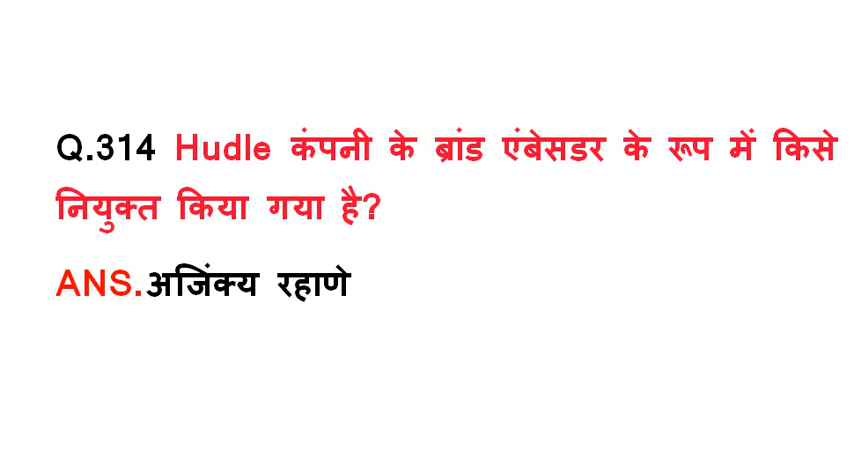 Q.314 Hudle कंपनी के ब्रांड एंबेसडर के रूप में किसे
नियुक्त किया गया है?
ANS.अजिंक्य रहाणे